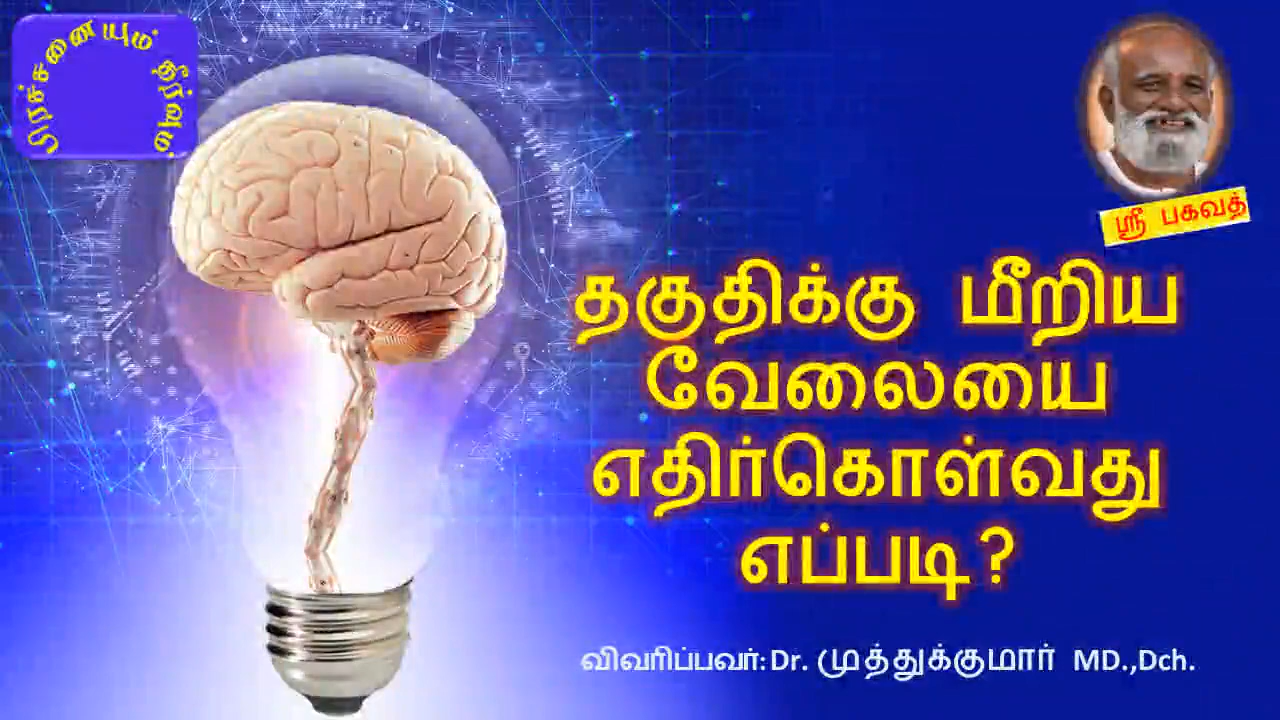 பிரச்சனையும் தீர்வும்
ஸ்ரீ பகவத்
தகுதிக்கு மீறிய
வேலையை
எதிர்கொள்வது
எப்படி?
விவரிப்பவர்: Dr. முத்துக்குமார் MD.,Dch.